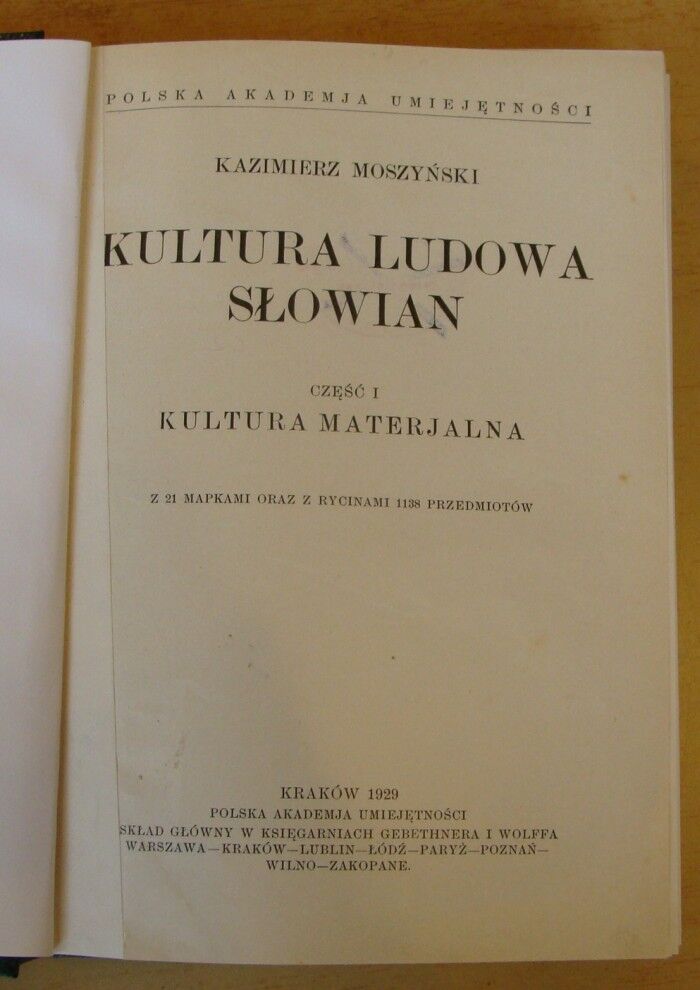 POLSKA AKADEMJA UMIEJĘTNOŚCI
KAZIMIERZ MOSZYŃSKI
KULTURA LUDOWA
SŁOWIAN
CZĘŚĆ I
KULTURA MATERJALNA
Z 21 MAPKAMI ORAZ Z RYCINAMI 1138 PRZEDMIOTÓW
KRAKÓW 1929
POLSKA AKADEMJA UMIEJĘTNOŚCI
SKŁAD GŁÓWNY W KSIĘGARNIACH GEBETHNERA I WOLFFA
WARSZAWA—KRAKÓW—LUBLIN—ŁÓDŹ—PARYŻ—POZNAŃ—
WILNO—ZAKOPANE.